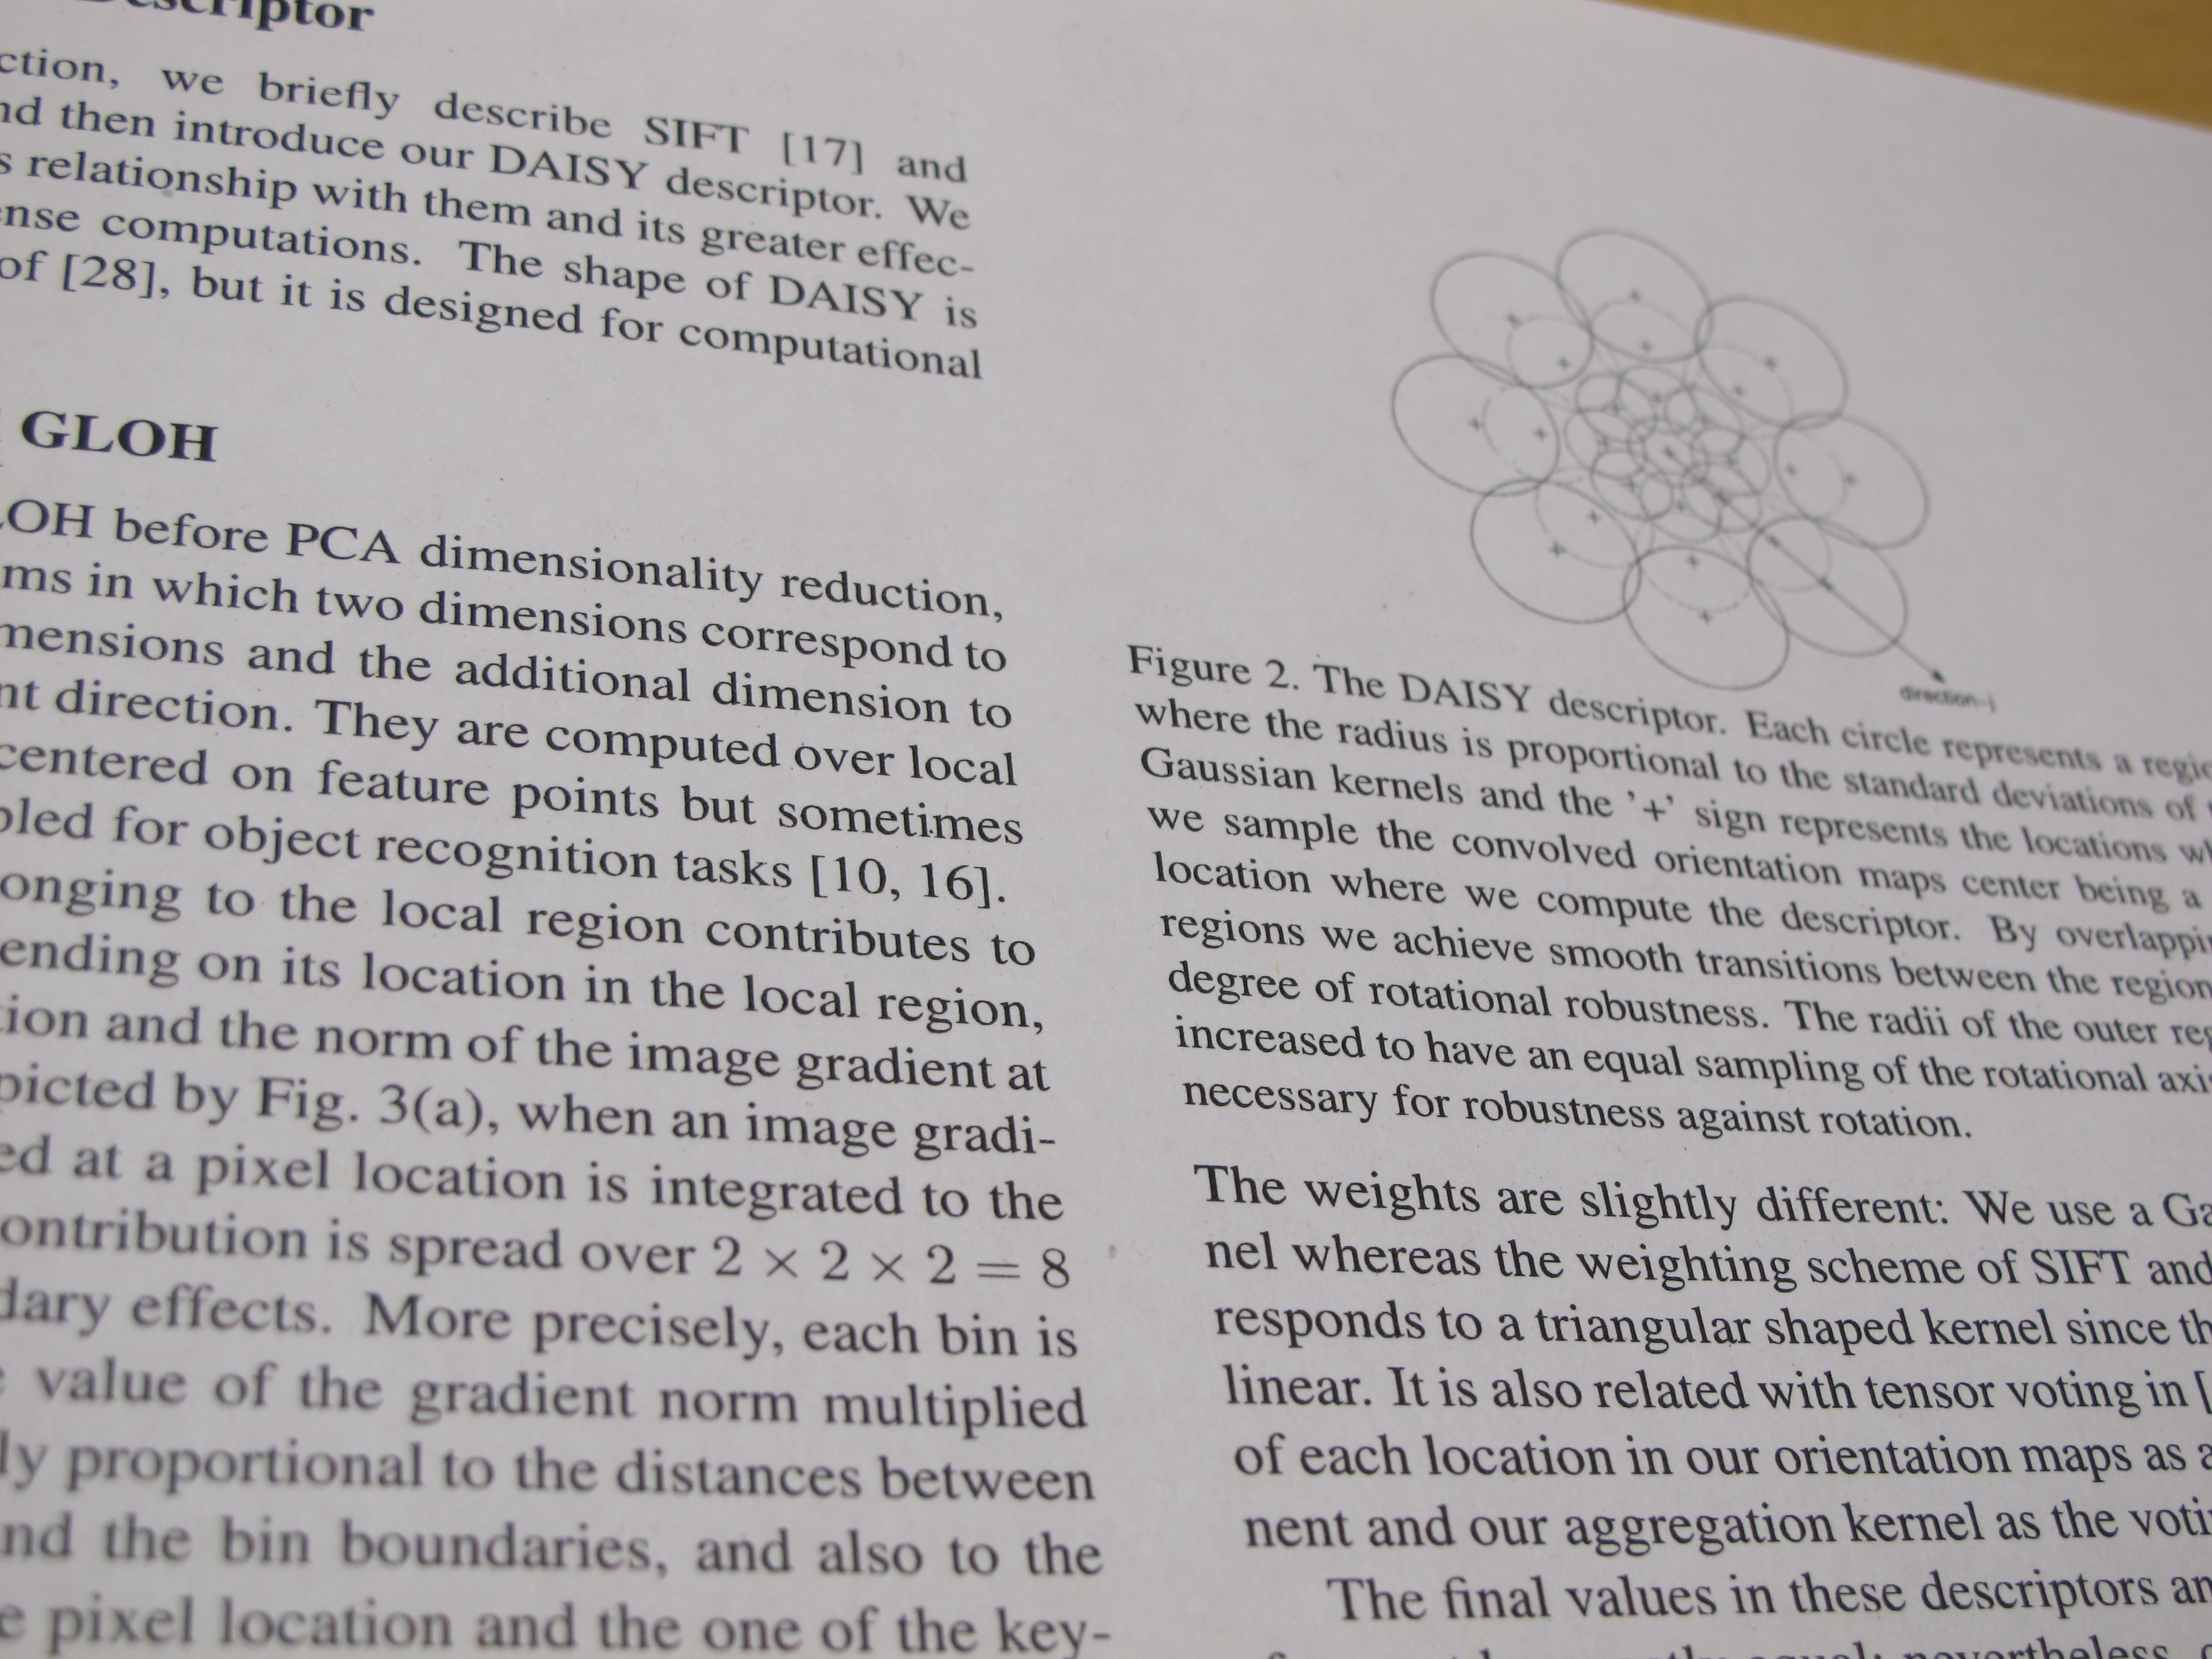 Descriptor
ction, we briefly describe SIFT [17] and
nd then introduce our DAISY descriptor. We
s relationship with them and its greater effec-
ense computations. The shape of DAISY is
of [28], but it is designed for computational
GLOH
LOH before PCA dimensionality reduction,
ms in which two dimensions correspond to
mensions and the additional dimension to
nt direction. They are computed over local
centered on feature points but sometimes
pled for object recognition tasks [10, 16].
onging to the local region contributes to
ending on its location in the local region,
tion and the norm of the image gradient at
picted by Fig. 3(a), when an image gradi-
ed at a pixel location is integrated to the
ontribution is spread over 2 × 2 × 2 = 8
dary effects. More precisely, each bin is
value of the gradient norm multiplied
ly proportional to the distances between
nd the bin boundaries, and also to the
e pixel location and the one of the key-
direction-j
Figure 2. The DAISY descriptor. Each circle represents a regio
where the radius is proportional to the standard deviations of
Gaussian kernels and the '+' sign represents the locations wh
we sample the convolved orientation maps center being a
location where we compute the descriptor. By overlappin
regions we achieve smooth transitions between the region
degree of rotational robustness. The radii of the outer reg
increased to have an equal sampling of the rotational axis
necessary for robustness against rotation.
The weights are slightly different: We use a Ga
nel whereas the weighting scheme of SIFT and
responds to a triangular shaped kernel since th
linear. It is also related with tensor voting in [
of each location in our orientation maps as a
nent and our aggregation kernel as the voti
The final values in these descriptors an
nevertheless,